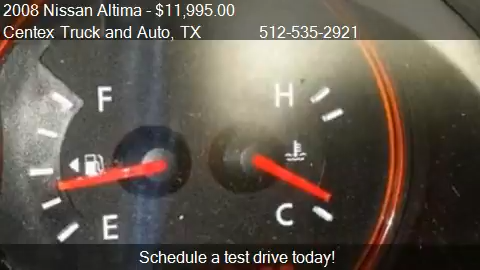 2008 Nissan Altima - $11,995.00
Centex Truck and Auto, TX 512-535-2921
F H
E C
Schedule a test drive today!